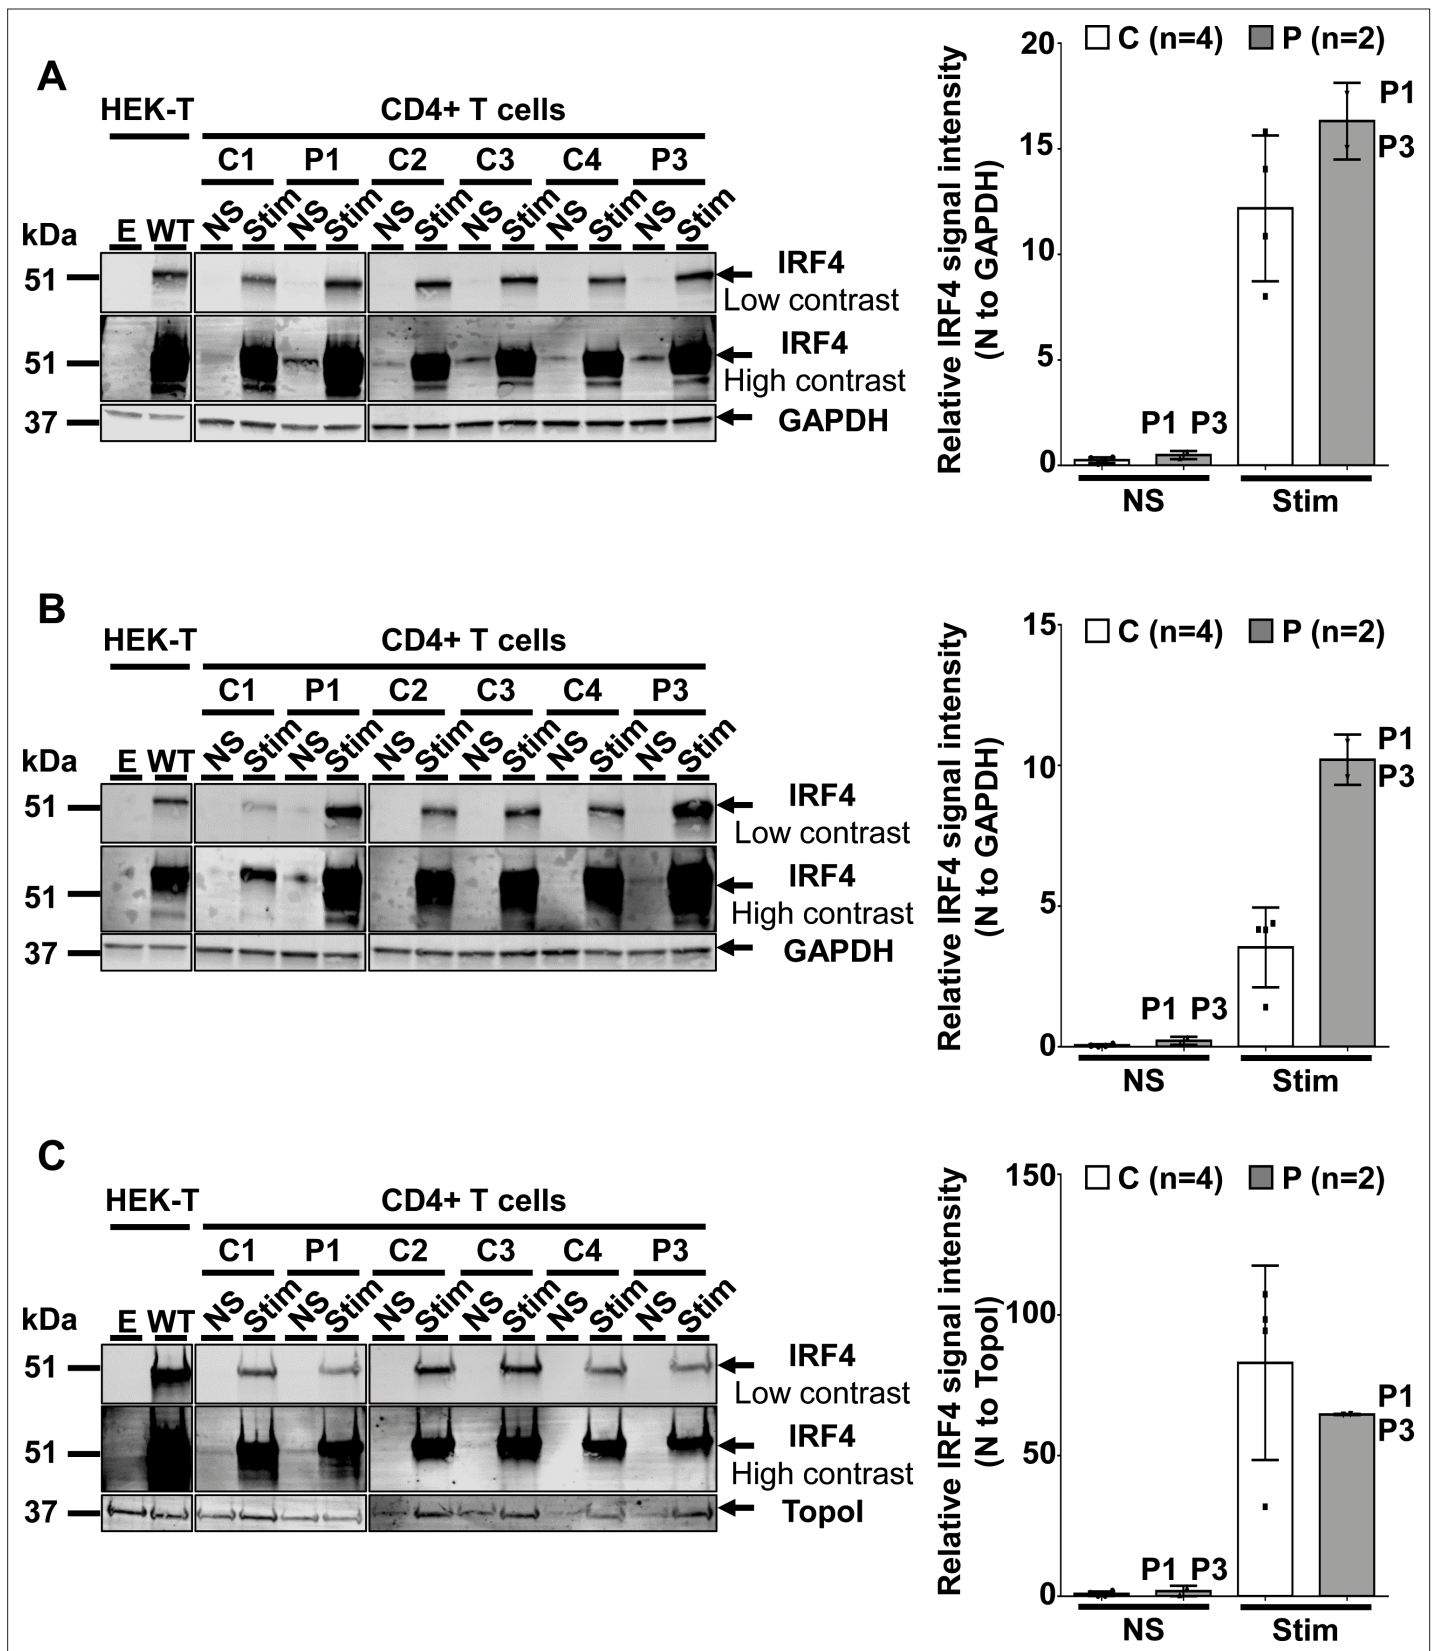 A
HEK-T
CD4+ T cells
C1 P1 C2 C3 C4 P3
kDa E WT NS Stim NS Stim NS Stim NS Stim NS Stim NS Stim
51
IRF4
Low contrast
51
IRF4
High contrast
37
GAPDH
Relative IRF4 signal intensity
(N to GAPDH)
C (n=4) P (n=2)
20
15
10
5
0
P1
P3
P1 P3
NS Stim
B
HEK-T
CD4+ T cells
C1 P1 C2 C3 C4 P3
kDa E WT NS Stim NS Stim NS Stim NS Stim NS Stim NS Stim
51
IRF4
Low contrast
51
IRF4
High contrast
37
GAPDH
Relative IRF4 signal intensity
(N to GAPDH)
C (n=4) P (n=2)
15
10
5
0
P1
P3
P1 P3
NS Stim
C
HEK-T
CD4+ T cells
C1 P1 C2 C3 C4 P3
kDa E WT NS Stim NS Stim NS Stim NS Stim NS Stim NS Stim
51
IRF4
Low contrast
51
IRF4
High contrast
37
TopoI
Relative IRF4 signal intensity
(N to TopoI)
C (n=4) P (n=2)
150
100
50
0
P1
P3
P1 P3
NS Stim